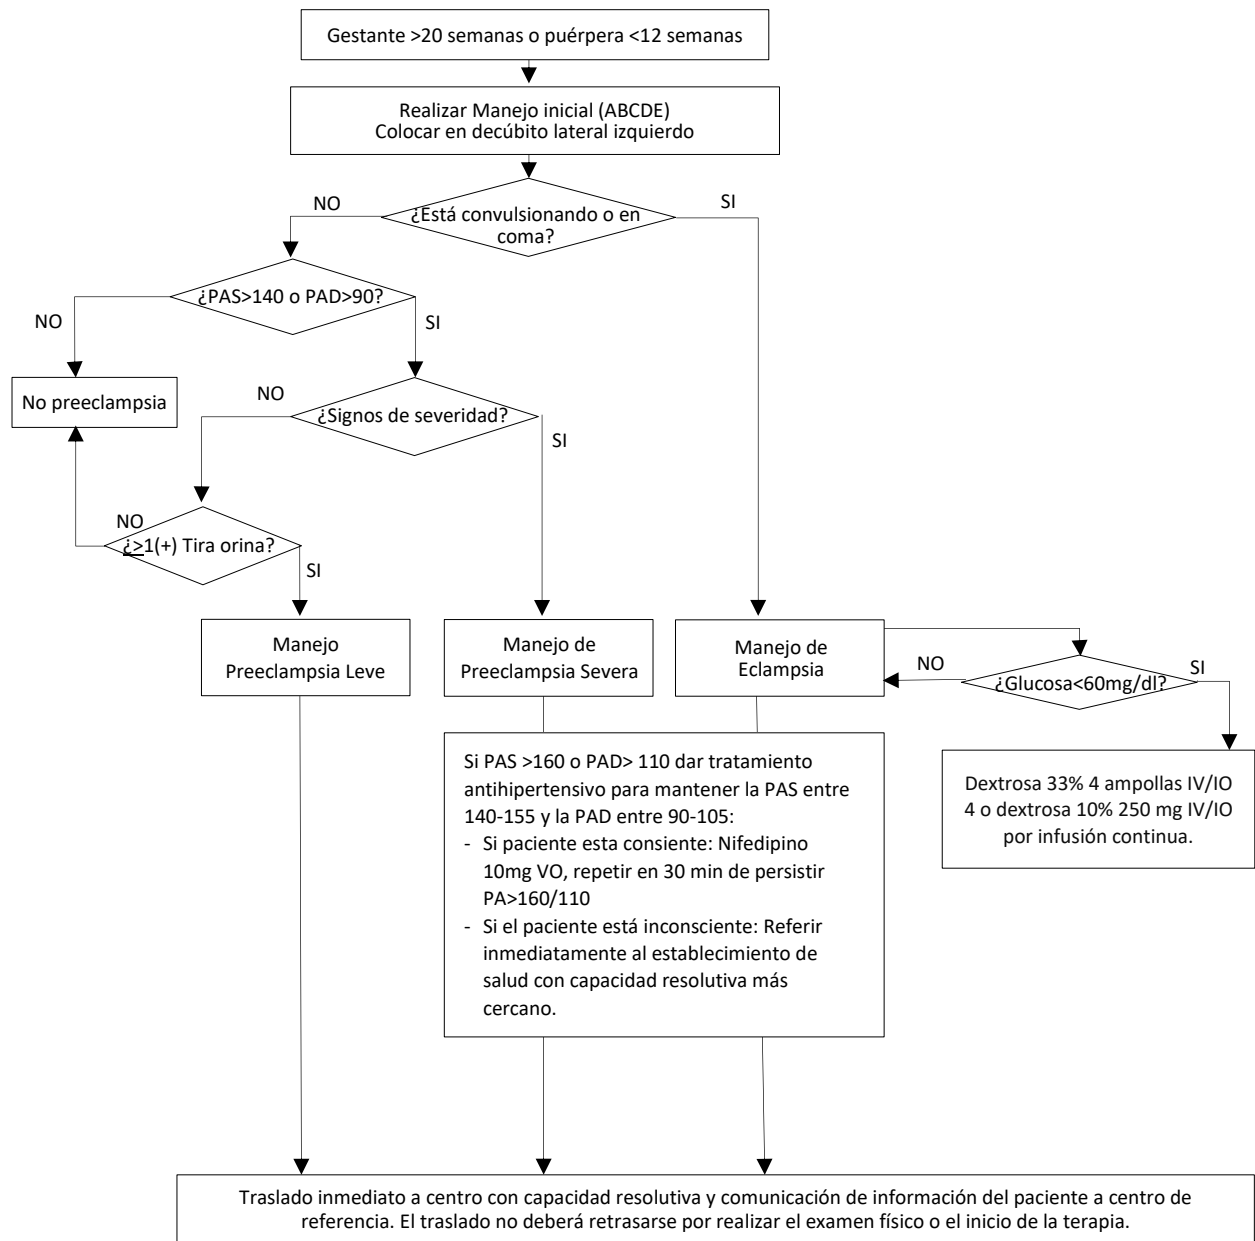 Gestante >20 semanas o puérpera <12 semanas
Realizar Manejo inicial (ABCDE)
Colocar en decúbito lateral izquierdo
NO
SI
¿Está convulsionando o en
coma?
¿PAS>140 o PAD>90?
NO
SI
No preeclampsia
NO
¿Signos de severidad?
SI
NO
¿>1(+) Tira orina?
SI
Manejo
Preeclampsia Leve
Manejo de
Preeclampsia Severa
Manejo de
Eclampsia
NO
SI
¿Glucosa<60mg/dl?
Si PAS >160 o PAD> 110 dar tratamiento
antihipertensivo para mantener la PAS entre
140-155 y la PAD entre 90-105:
- Si paciente esta consiente: Nifedipino
10mg VO, repetir en 30 min de persistir
PA>160/110
- Si el paciente está inconsciente: Referir
inmediatamente al establecimiento de
salud con capacidad resolutiva más
cercano.
Dextrosa 33% 4 ampollas IV/IO
4 o dextrosa 10% 250 mg IV/IO
por infusión continua.
Traslado inmediato a centro con capacidad resolutiva y comunicación de información del paciente a centro de
referencia. El traslado no deberá retrasarse por realizar el examen físico o el inicio de la terapia.